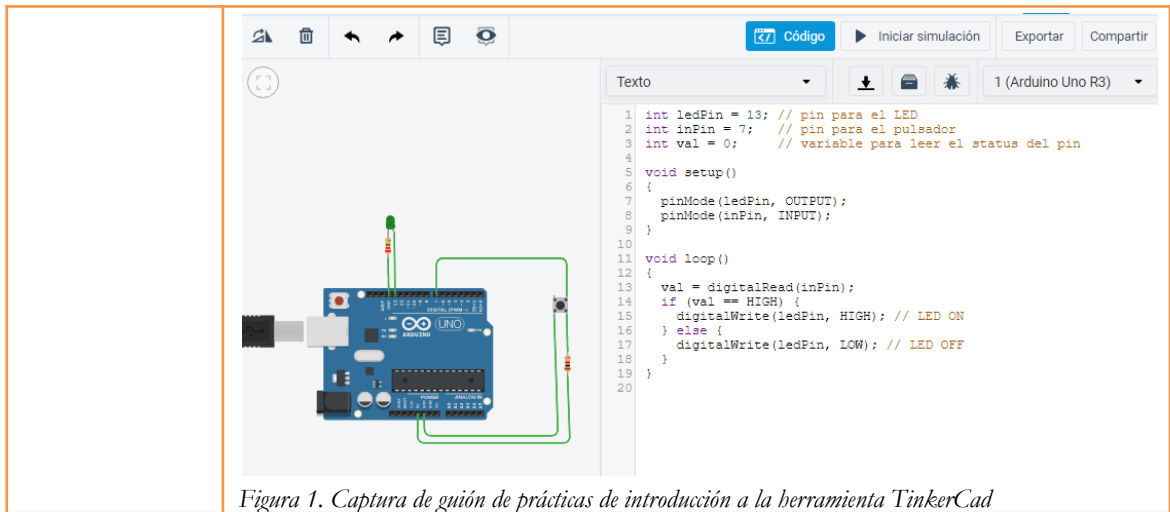 Código
Iniciar simulación
Exportar
Compartir
Texto
1 (Arduino Uno R3)
1 int ledPin = 13; // pin para el LED
2 int inPin = 7;   // pin para el pulsador
3 int val = 0;     // variable para leer el status del pin
4
5 void setup()
6 {
7   pinMode(ledPin, OUTPUT);
8   pinMode(inPin, INPUT);
9 }
10
11 void loop()
12 {
13   val = digitalRead(inPin);
14   if (val == HIGH) {
15     digitalWrite(ledPin, HIGH); // LED ON
16   } else {
17     digitalWrite(ledPin, LOW); // LED OFF
18   }
19 }
20
DIGITAL (PWM~)
UNO
ARDUINO
POWER
ANALOG IN
Figura 1. Captura de guión de prácticas de introducción a la herramienta TinkerCad